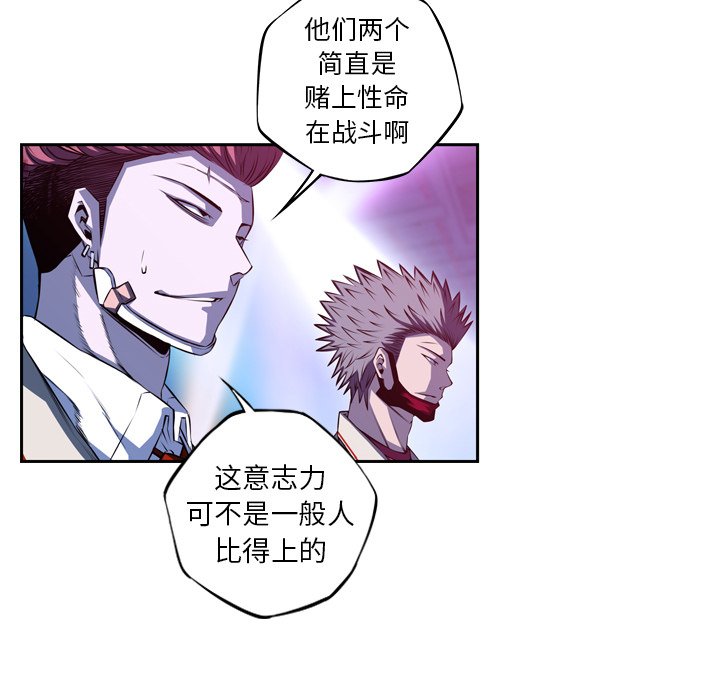 他们两个
简直是
赌上性命
在战斗啊
这意志力
可不是一般人
比得上的